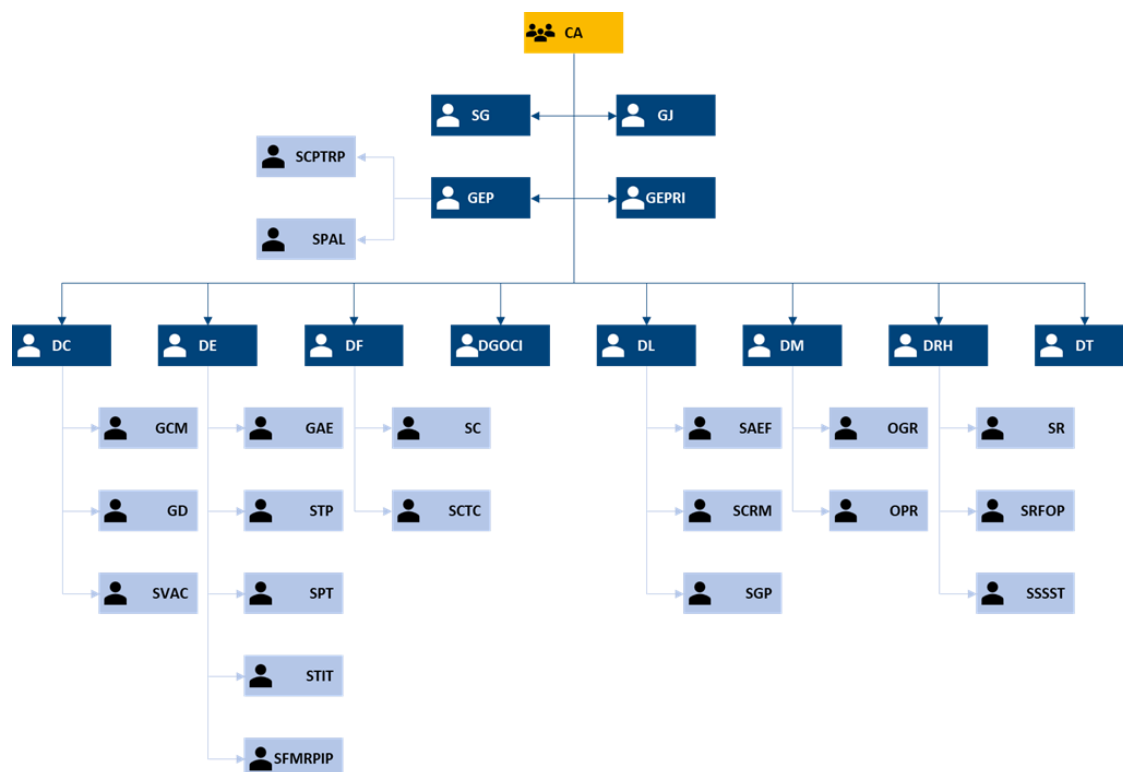 CA
SG
GJ
SCPTRP
GEP
GEPRI
SPAL
DC
DE
DF
DGOCI
DL
DM
DRH
DT
GCM
GAE
SC
SAEF
OGR
SR
GD
STP
SCTC
SCRM
OPR
SRFOP
SVAC
SPT
SGP
SSSST
STIT
SFMRPIP